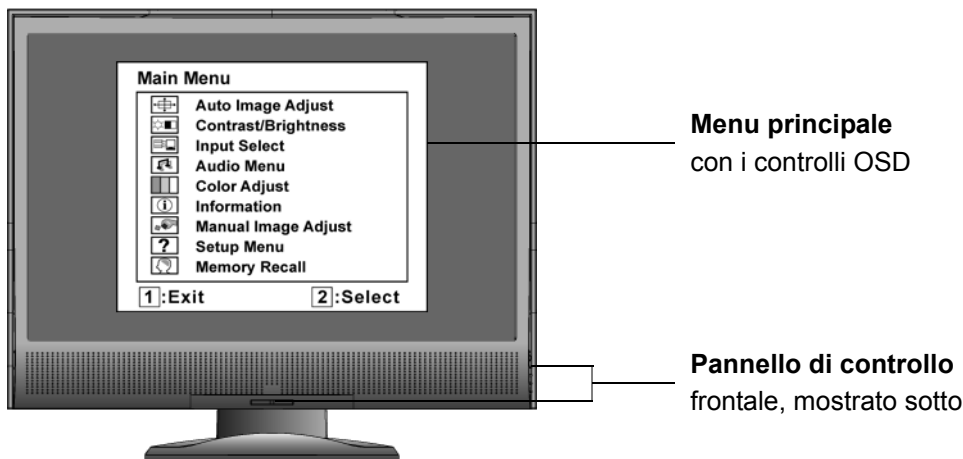 Main Menu
Auto Image Adjust
Contrast/Brightness
Input Select
Audio Menu
Color Adjust
Information
Manual Image Adjust
Setup Menu
Memory Recall
1:Exit 2:Select
Menu principale
con i controlli OSD
Pannello di controllo
frontale, mostrato sotto